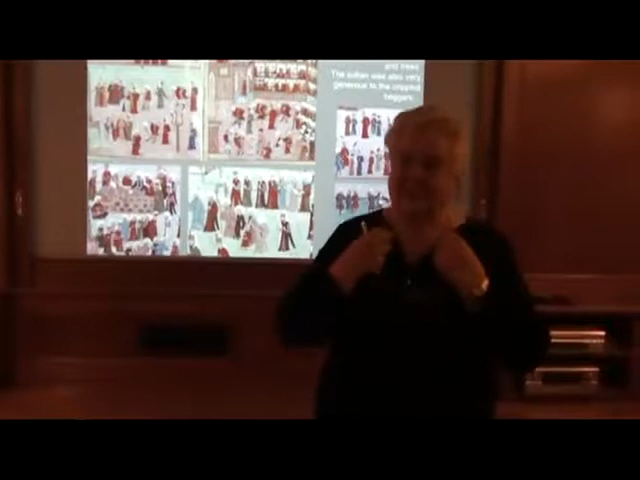 and trees.
The sultan was also very
generous to the crippled
beggars.